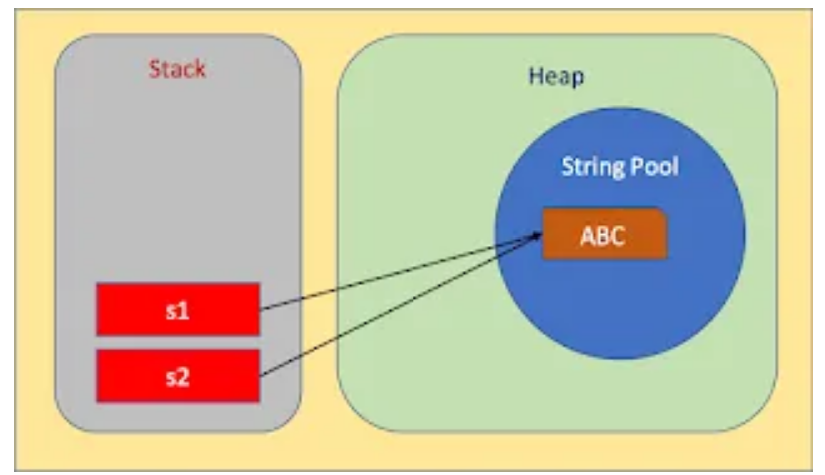 Stack
Heap
String Pool
ABC
s1
s2